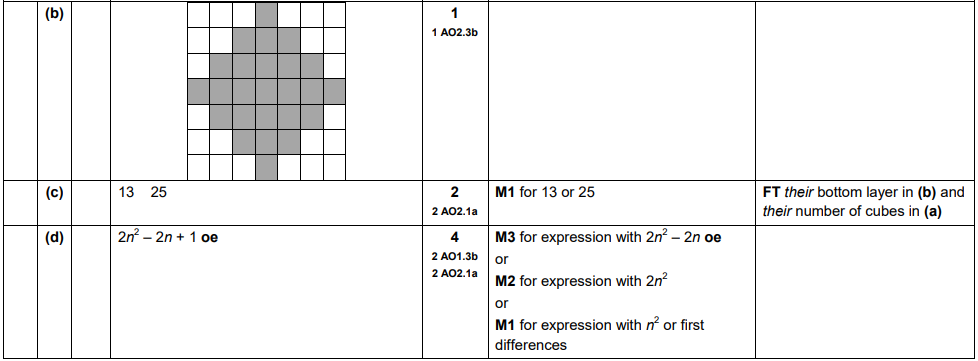 (b)
1
1 AO2.3b
(c)
13 25
2
2 AO2.1a
M1 for 13 or 25
FT their bottom layer in (b) and
their number of cubes in (a)
(d)
2n² – 2n + 1 oe
4
2 AO1.3b
2 AO2.1a
M3 for expression with 2n² – 2n oe
or
M2 for expression with 2n²
or
M1 for expression with n² or first
differences